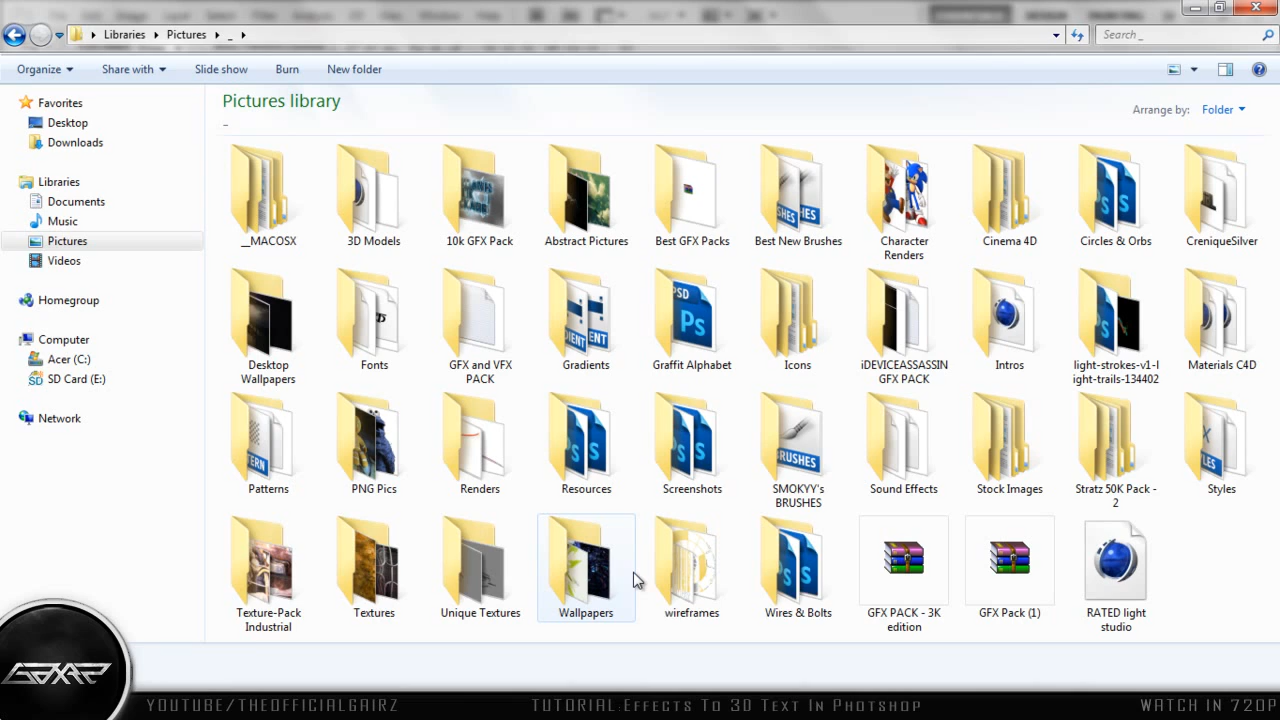 Libraries Pictures _
Search _
Organize Share with Slide show Burn New folder
Favorites
Desktop
Downloads
Libraries
Documents
Music
Pictures
Videos
Homegroup
Computer
Acer (C:)
SD Card (E:)
Network
Pictures library
_
Arrange by: Folder
__MACOSX
3D Models
10k GFX Pack
Abstract Pictures
Best GFX Packs
Best New Brushes
Character
Renders
Cinema 4D
Circles & Orbs
CreniqueSilver
Desktop
Wallpapers
Fonts
GFX and VFX
PACK
Gradients
Graffit Alphabet
Icons
iDEVICEASSASSIN
GFX PACK
Intros
light-strokes-v1-l
ight-trails-134402
Materials C4D
Patterns
PNG Pics
Renders
Resources
Screenshots
SMOKYY's
BRUSHES
Sound Effects
Stock Images
Stratz 50K Pack -
2
Styles
Texture-Pack
Industrial
Textures
Unique Textures
Wallpapers
wireframes
Wires & Bolts
GFX PACK - 3K
edition
GFX Pack (1)
RATED light
studio
YOUTUBE/THEOFFICIALGAIRZ
TUTORIAL:Effects To 3D Text In Photshop
WATCH IN 720P